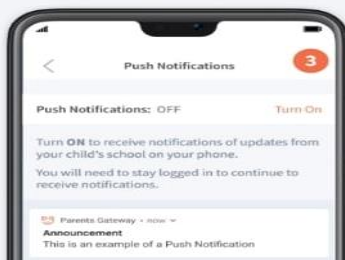 Push Notifications
3
Push Notifications: OFF Turn On
Turn ON to receive notifications of updates from
your child's school on your phone.
You will need to stay logged in to continue to
receive notifications.
Parents Gateway • now
Announcement
This is an example of a Push Notification